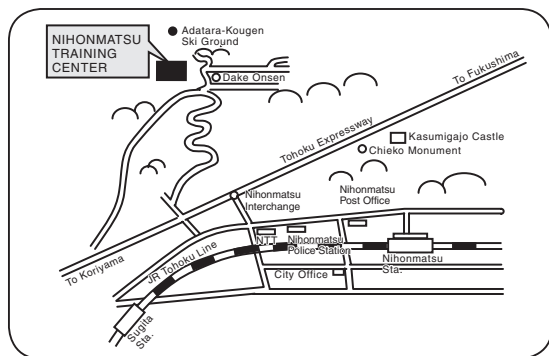 NIHONMATSU
TRAINING
CENTER
Adatara-Kougen
Ski Ground
Dake Onsen
To Fukushima
Tohoku Expressway
Kasumigajo Castle
Chieko Monument
Nihonmatsu
Interchange
Nihonmatsu
Post Office
NTT
Nihonmatsu
Police Station
To Koriyama
JR Tohoku Line
City Office
Nihonmatsu
Sta.
Sugita
Sta.